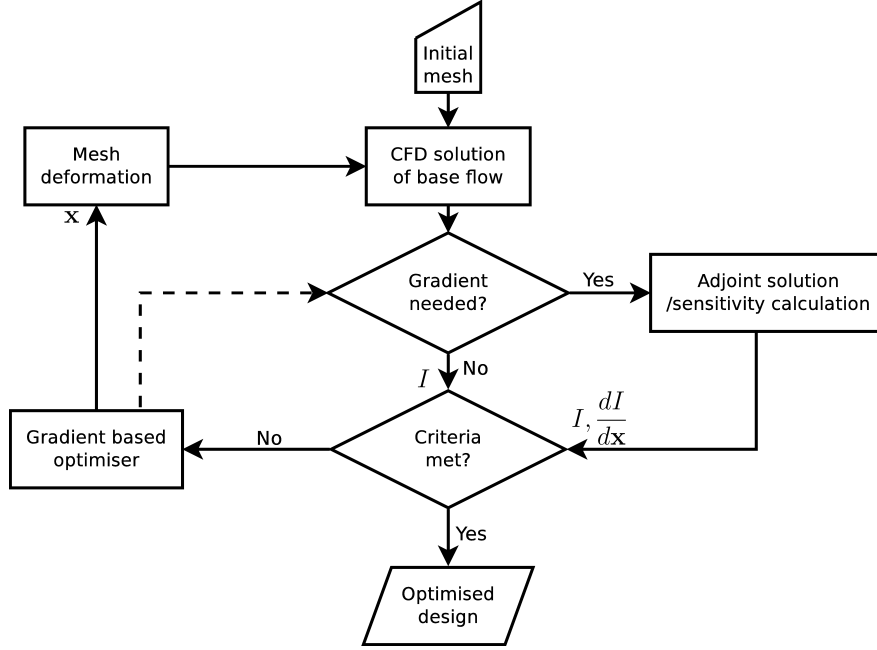 Initial
mesh
Mesh
deformation
CFD solution
of base flow
x
Gradient
needed?
Yes
Adjoint solution
/sensitivity calculation
No
I
I, dI/dx
Gradient based
optimiser
No
Criteria
met?
Yes
Optimised
design